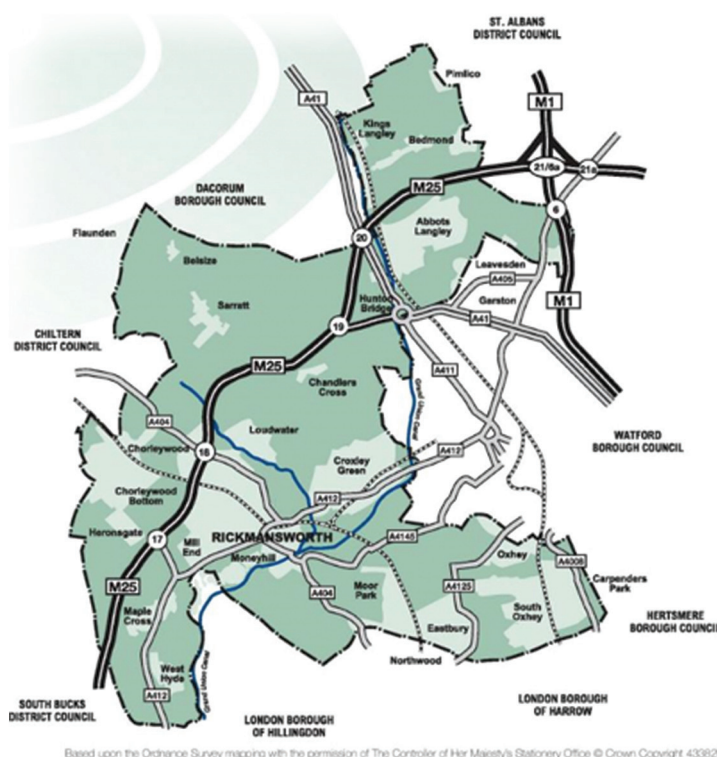 ST. ALBANS
DISTRICT COUNCIL
Pimlico
M1
A41
Kings
Langley
Bedmond
21/6a
21a
M25
DACORUM
BOROUGH COUNCIL
6
Abbots
Langley
Flaunden
20
Belsize
Leavesden
A405
Sarratt
Hunton
Bridge
Garston
M1
19
A41
CHILTERN
DISTRICT COUNCIL
M25
A411
Chandlers
Cross
Grand Union Canal
A404
Loudwater
WATFORD
BOROUGH COUNCIL
Chorleywood
18
A412
Croxley
Green
Chorleywood
Bottom
A412
Heronsgate
17
RICKMANSWORTH
A4145
Mill
End
Moneyhill
Oxhey
A4008
M25
Moor
Park
A4125
Carpenders
Park
A404
Maple
Cross
South
Oxhey
HERTSMERE
BOROUGH COUNCIL
Eastbury
West
Hyde
Northwood
Grand Union Canal
A412
SOUTH BUCKS
DISTRICT COUNCIL
LONDON BOROUGH
OF HILLINGDON
LONDON BOROUGH
OF HARROW
Based upon the Ordnance Survey mapping with the permission of The Controller of Her Majesty's Stationery Office © Crown Copyright 43382